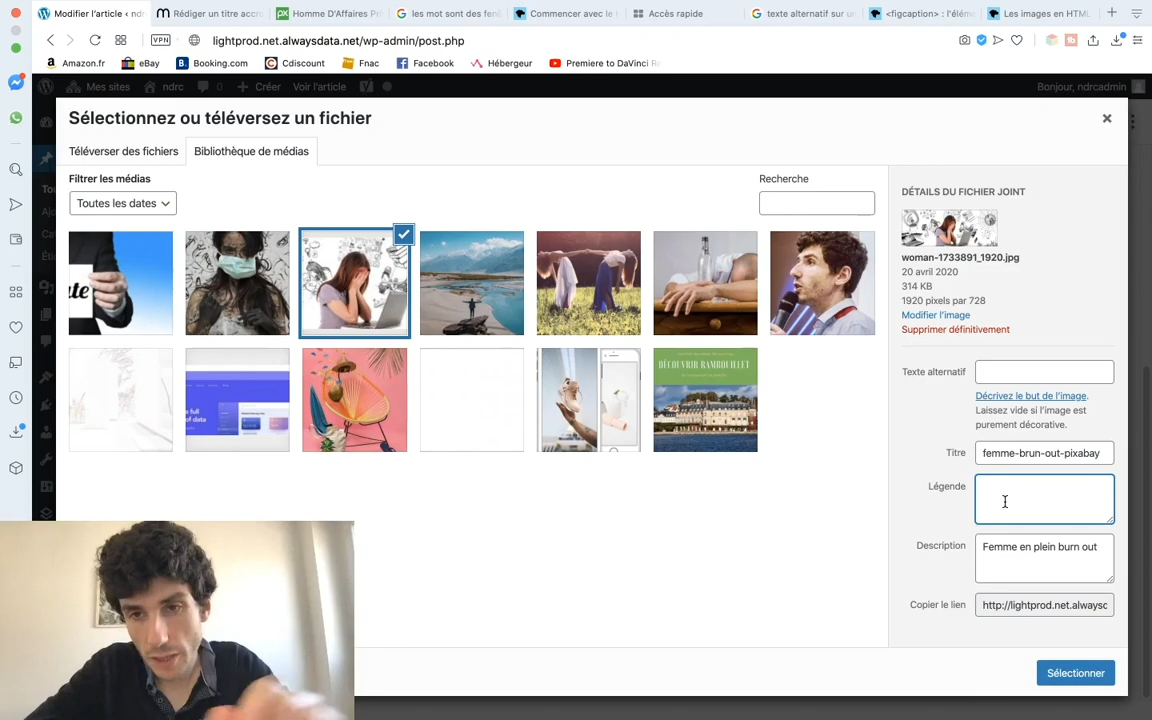 Modifier l'article ‹ ndr
Rédiger un titre accro
Homme D'Affaires Pr
les mot sont des fen
Commencer avec le
Accès rapide
texte alternatif sur un
<figcaption> : l'élém
Les images en HTML
VPN
lightprod.net.alwaysdata.net/wp-admin/post.php
Amazon.fr
eBay
Booking.com
Cdiscount
Fnac
Facebook
Hébergeur
Premiere to DaVinci Re
Mes sites
ndrc
0
Créer
Voir l'article
Bonjour, ndrcadmin
Sélectionnez ou téléversez un fichier
Téléverser des fichiers
Bibliothèque de médias
Filtrer les médias
Toutes les dates
Recherche
DÉCOUVRIR RAMBOUILLET
DÉTAILS DU FICHIER JOINT
woman-1733891_1920.jpg
20 avril 2020
314 KB
1920 pixels par 728
Modifier l'image
Supprimer définitivement
Texte alternatif
Décrivez le but de l'image.
Laissez vide si l'image est
purement décorative.
Titre
femme-brun-out-pixabay
Légende
Description
Femme en plein burn out
Copier le lien
http://lightprod.net.alwaysc
Sélectionner